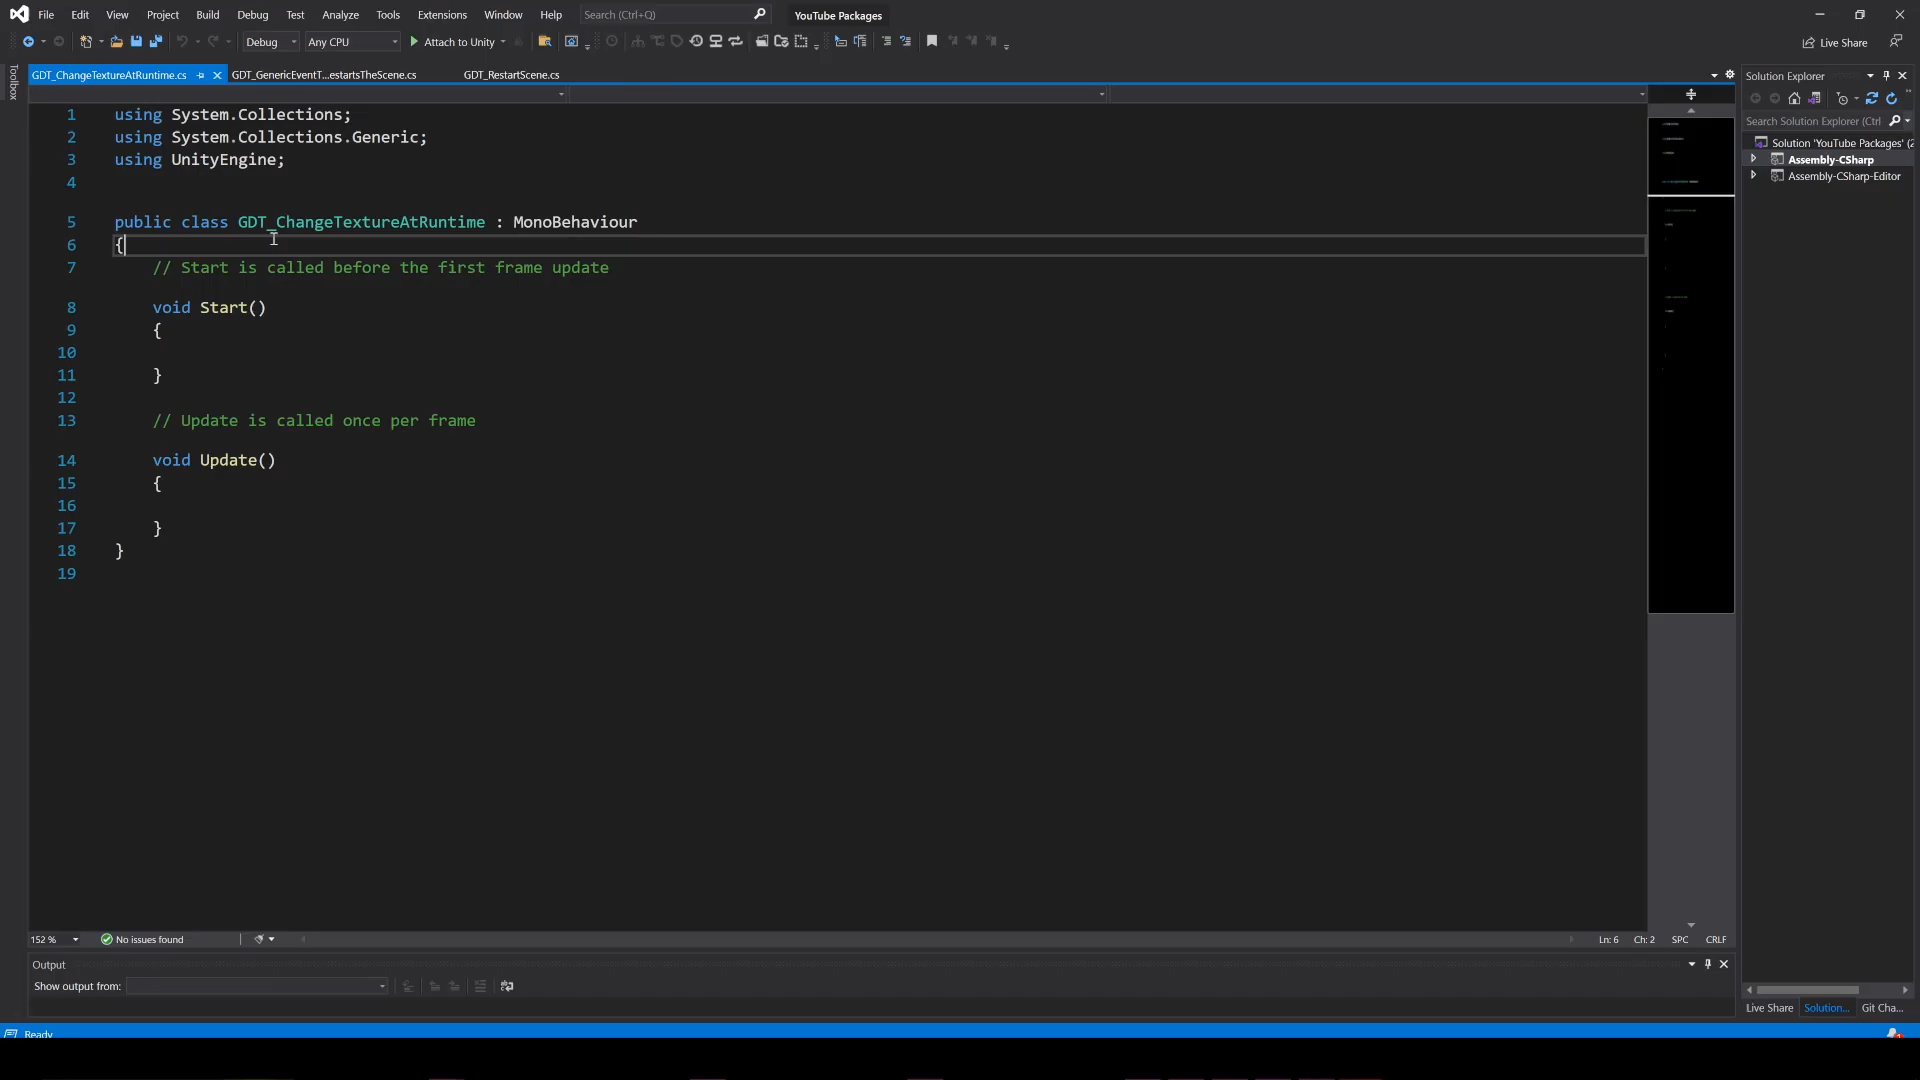 File Edit View Project Build Debug Test Analyze Tools Extensions Window Help Search (Ctrl+Q) YouTube Packages
Debug Any CPU Attach to Unity Live Share
Toolbox
GDT_ChangeTextureAtRuntime.cs GDT_GenericEventT...estartsTheScene.cs GDT_RestartScene.cs
1 using System.Collections;
2 using System.Collections.Generic;
3 using UnityEngine;
4
5 public class GDT_ChangeTextureAtRuntime : MonoBehaviour
6 {
7 // Start is called before the first frame update
8 void Start()
9 {
10
11 }
12
13 // Update is called once per frame
14 void Update()
15 {
16
17 }
18 }
19
Solution Explorer
Search Solution Explorer (Ctrl
Solution 'YouTube Packages' (2
Assembly-CSharp
Assembly-CSharp-Editor
152 % No issues found Ln: 6 Ch: 2 SPC CRLF
Output
Show output from:
Live Share Solution... Git Cha...
Ready